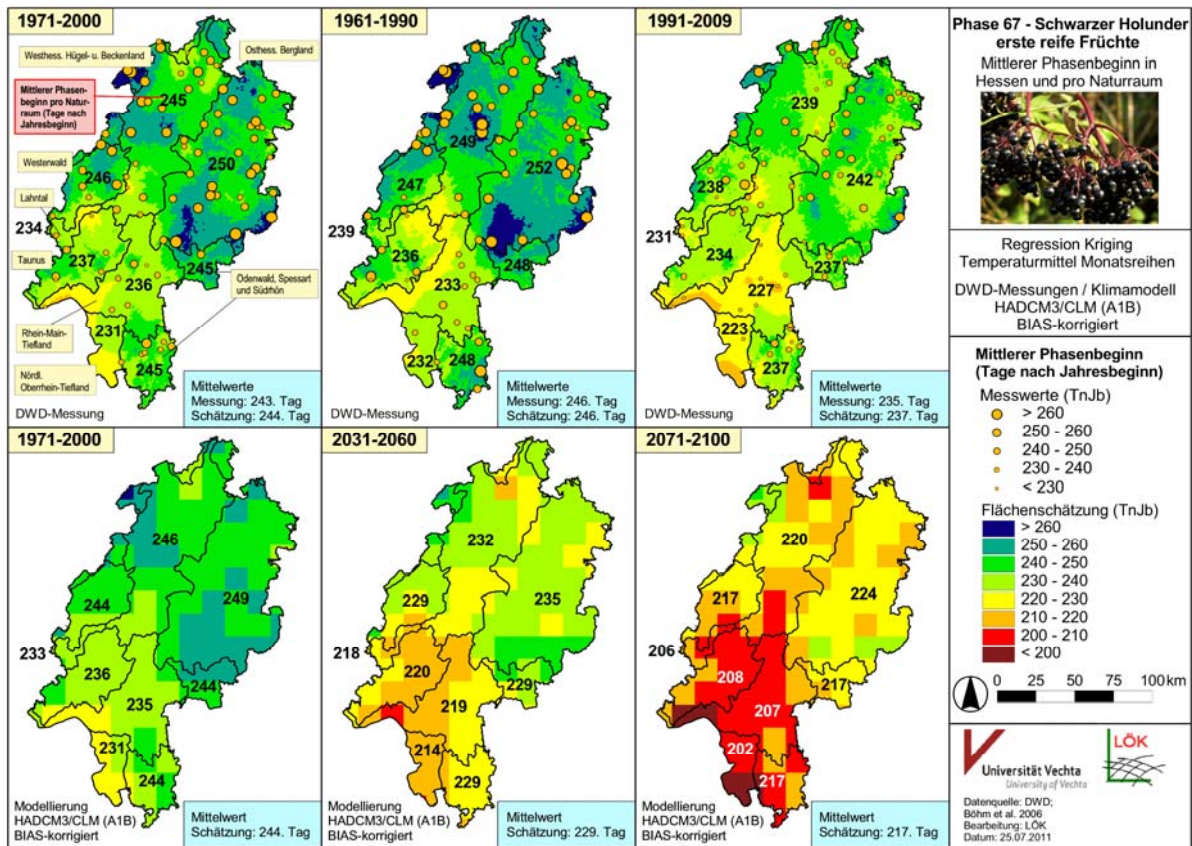 1971-2000
Westhess. Hügel- u. Beckenland
Osthess. Bergland
Mittlerer Phasen-
beginn pro Natur-
raum (Tage nach
Jahresbeginn)
245
250
Westerwald
246
Lahntal
234
Taunus
237
236
245
Odenwald, Spessart
und Südrhön
Rhein-Main-
Tiefland
231
Nördl.
Oberrhein-Tiefland
245
DWD-Messung
Mittelwerte
Messung: 243. Tag
Schätzung: 244. Tag
1961-1990
249
252
247
239
236
248
233
232
248
DWD-Messung
Mittelwerte
Messung: 246. Tag
Schätzung: 246. Tag
1991-2009
239
242
238
231
234
237
227
223
237
DWD-Messung
Mittelwerte
Messung: 235. Tag
Schätzung: 237. Tag
Phase 67 - Schwarzer Holunder
erste reife Früchte
Mittlerer Phasenbeginn in
Hessen und pro Naturraum
Regression Kriging
Temperaturmittel Monatsreihen
DWD-Messungen / Klimamodell
HADCM3/CLM (A1B)
BIAS-korrigiert
Mittlerer Phasenbeginn
(Tage nach Jahresbeginn)
Messwerte (TnJb)
> 260
250 - 260
240 - 250
230 - 240
< 230
Flächenschätzung (TnJb)
> 260
250 - 260
240 - 250
230 - 240
220 - 230
210 - 220
200 - 210
< 200
0 25 50 75 100 km
1971-2000
246
249
244
233
236
244
235
231
244
Modellierung
HADCM3/CLM (A1B)
BIAS-korrigiert
Mittelwert
Schätzung: 244. Tag
2031-2060
232
235
229
218
220
229
219
214
229
Modellierung
HADCM3/CLM (A1B)
BIAS-korrigiert
Mittelwert
Schätzung: 229. Tag
2071-2100
220
224
217
206
208
217
207
202
217
Modellierung
HADCM3/CLM (A1B)
BIAS-korrigiert
Mittelwert
Schätzung: 217. Tag
Universität Vechta
University of Vechta
LÖK
Datenquelle: DWD;
Böhm et al. 2006
Bearbeitung: LÖK
Datum: 25.07.2011